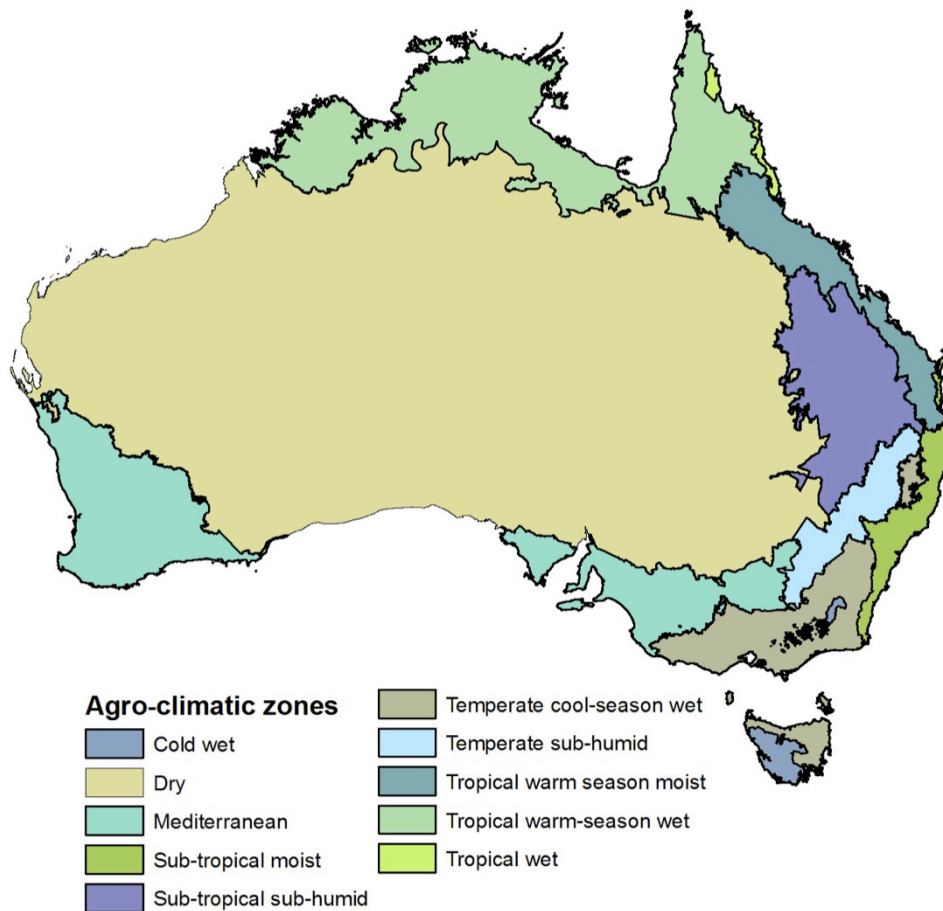 Agro-climatic zones
Cold wet
Dry
Mediterranean
Sub-tropical moist
Sub-tropical sub-humid
Temperate cool-season wet
Temperate sub-humid
Tropical warm season moist
Tropical warm-season wet
Tropical wet